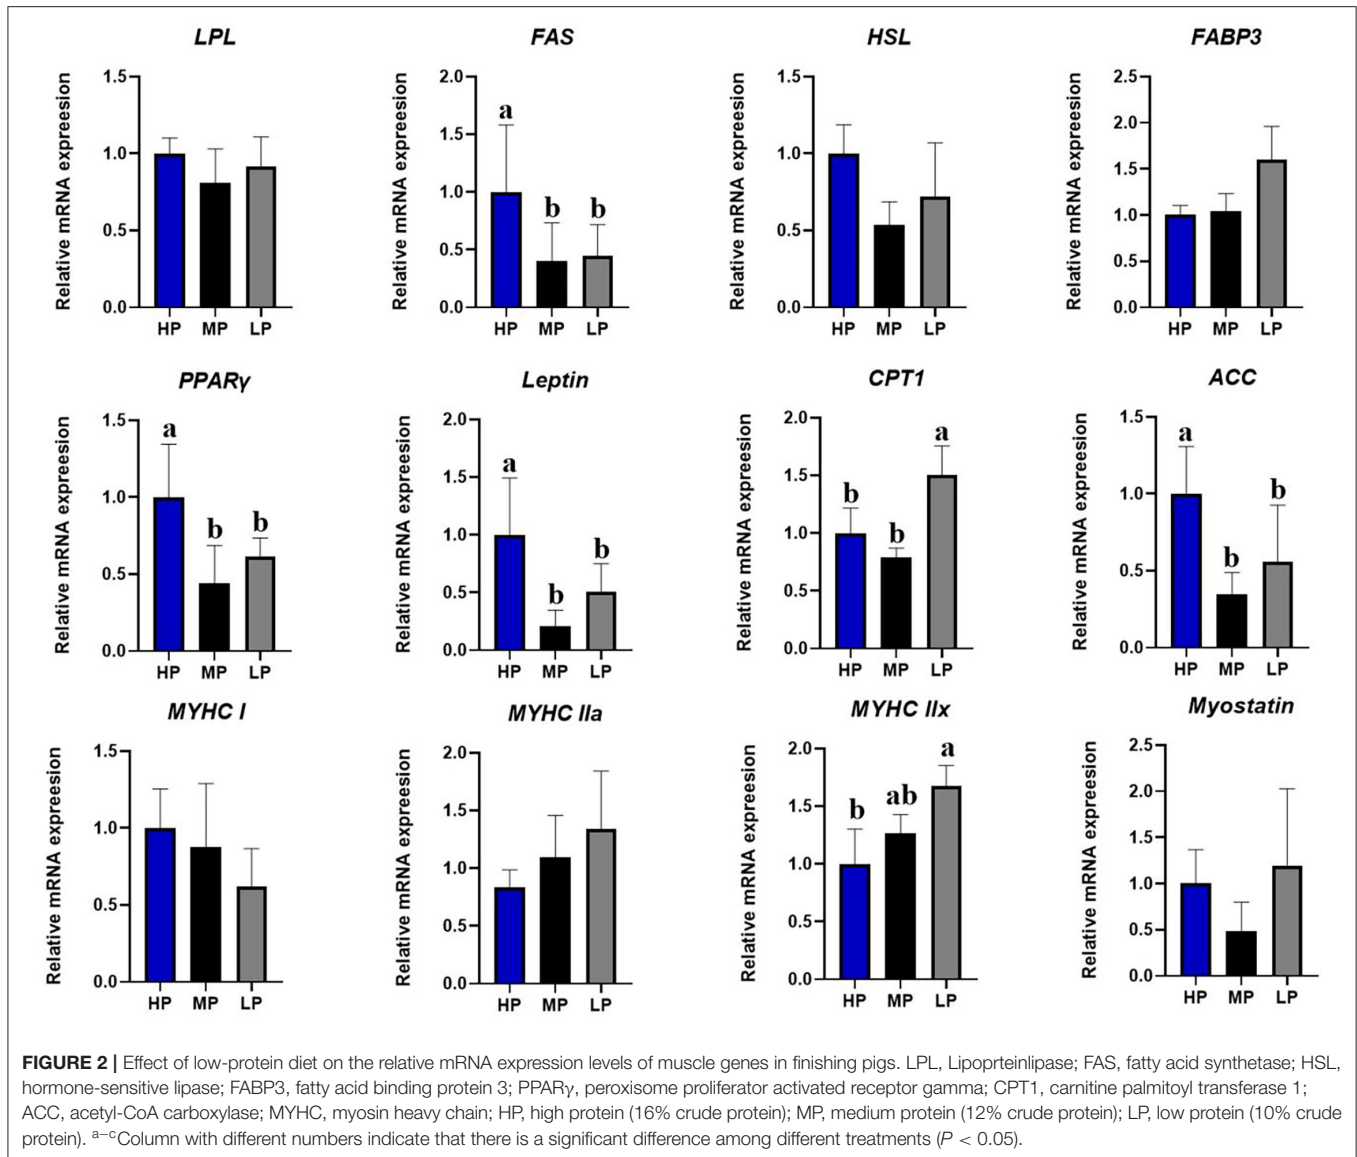 LPL
FAS
HSL
FABP3
Relative mRNA expreesion
1.5
1.0
0.5
0.0
HP MP LP
Relative mRNA expreesion
2.0
1.5
1.0
0.5
0.0
a
b
b
HP MP LP
Relative mRNA expreesion
1.5
1.0
0.5
0.0
HP MP LP
Relative mRNA expreesion
2.5
2.0
1.5
1.0
0.5
0.0
HP MP LP
PPARγ
Leptin
CPT1
ACC
Relative mRNA expreesion
1.5
1.0
0.5
0.0
a
b
b
HP MP LP
Relative mRNA expreesion
2.0
1.5
1.0
0.5
0.0
a
b
b
HP MP LP
Relative mRNA expreesion
2.0
1.5
1.0
0.5
0.0
b
b
a
HP MP LP
Relative mRNA expreesion
1.5
1.0
0.5
0.0
a
b
b
HP MP LP
MYHC I
MYHC IIa
MYHC IIx
Myostatin
Relative mRNA expreesion
1.5
1.0
0.5
0.0
HP MP LP
Relative mRNA expreesion
2.0
1.5
1.0
0.5
0.0
HP MP LP
Relative mRNA expreesion
2.0
1.5
1.0
0.5
0.0
b
ab
a
HP MP LP
Relative mRNA expreesion
2.5
2.0
1.5
1.0
0.5
0.0
HP MP LP
FIGURE 2 | Effect of low-protein diet on the relative mRNA expression levels of muscle genes in finishing pigs. LPL, Lipoprteinlipase; FAS, fatty acid synthetase; HSL,
hormone-sensitive lipase; FABP3, fatty acid binding protein 3; PPARγ, peroxisome proliferator activated receptor gamma; CPT1, carnitine palmitoyl transferase 1;
ACC, acetyl-CoA carboxylase; MYHC, myosin heavy chain; HP, high protein (16% crude protein); MP, medium protein (12% crude protein); LP, low protein (10% crude
protein). a–cColumn with different numbers indicate that there is a significant difference among different treatments (P < 0.05).